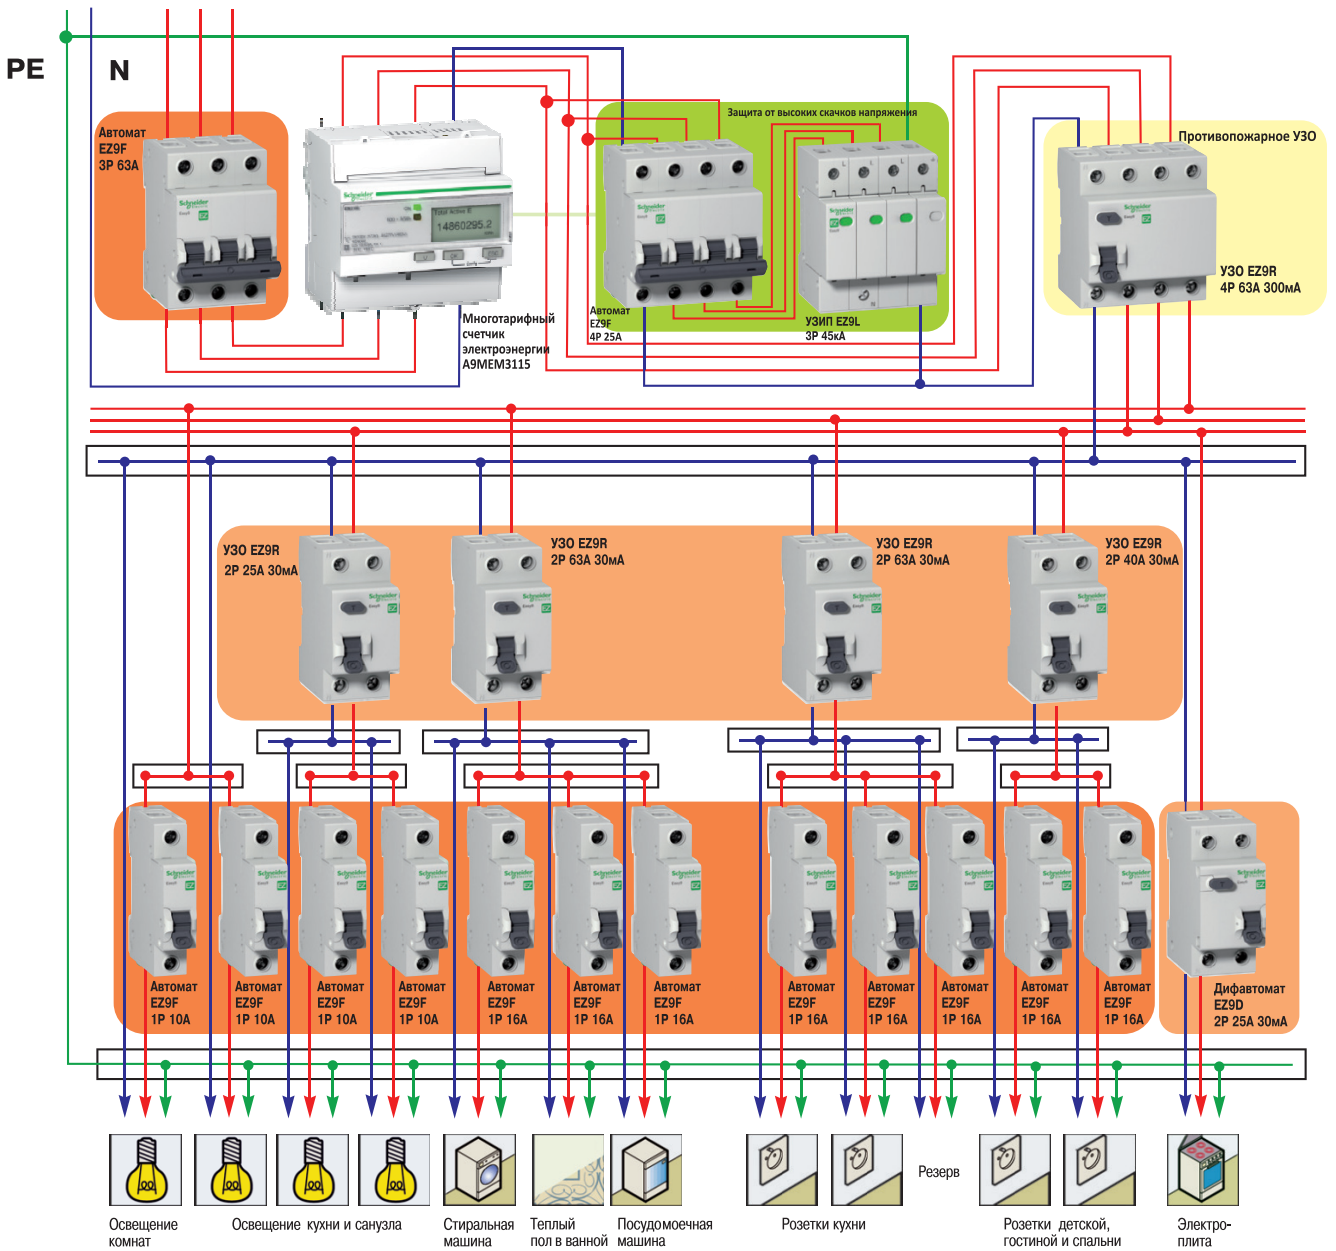 PE
N
Автомат
EZ9F
3P 63A
Защита от высоких скачков напряжения
Противопожарное УЗО
Schneider
Total Active E
14860295.2
Многотарифный
счетчик
электроэнергии
A9MEM3115
Автомат
EZ9F
4P 25A
УЗИП EZ9L
3P 45кА
УЗО EZ9R
4P 63A 300мА
УЗО EZ9R
2P 25A 30мА
УЗО EZ9R
2P 63A 30мА
УЗО EZ9R
2P 63A 30мА
УЗО EZ9R
2P 40A 30мА
Автомат
EZ9F
1P 10A
Автомат
EZ9F
1P 10A
Автомат
EZ9F
1P 10A
Автомат
EZ9F
1P 10A
Автомат
EZ9F
1P 16A
Автомат
EZ9F
1P 16A
Автомат
EZ9F
1P 16A
Автомат
EZ9F
1P 16A
Автомат
EZ9F
1P 16A
Автомат
EZ9F
1P 16A
Автомат
EZ9F
1P 16A
Автомат
EZ9F
1P 16A
Дифавтомат
EZ9D
2P 25A 30мА
Освещение
комнат
Освещение кухни и санузла
Стиральная
машина
Теплый
пол в ванной
Посудомоечная
машина
Розетки кухни
Резерв
Розетки детской,
гостиной и спальни
Электро-
плита